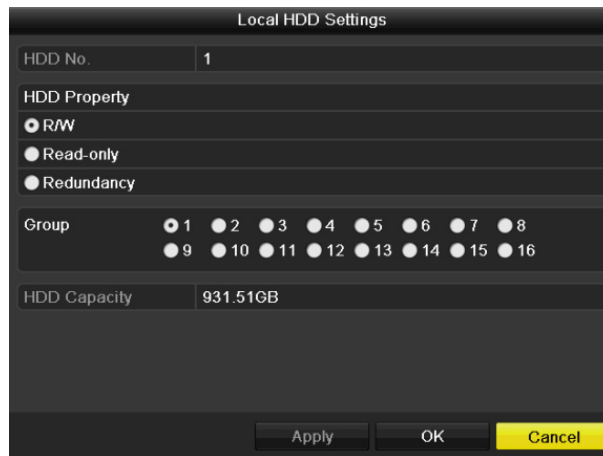 Local HDD Settings
HDD No. 1
HDD Property
R/W
Read-only
Redundancy
Group 1 2 3 4 5 6 7 8
9 10 11 12 13 14 15 16
HDD Capacity 931.51GB
Apply OK Cancel